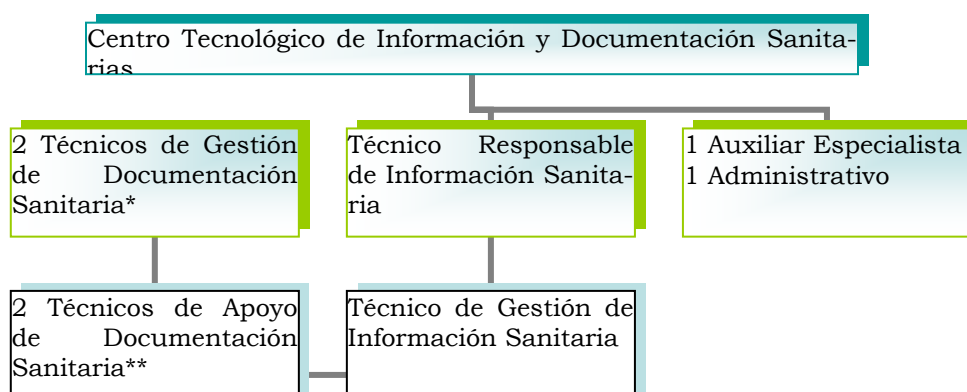 Centro Tecnológico de Información y Documentación Sanita-
rias
2 Técnicos de Gestión
de Documentación
Sanitaria*
Técnico Responsable
de Información Sanita-
ria
1 Auxiliar Especialista
1 Administrativo
2 Técnicos de Apoyo
de Documentación
Sanitaria**
Técnico de Gestión de
Información Sanitaria